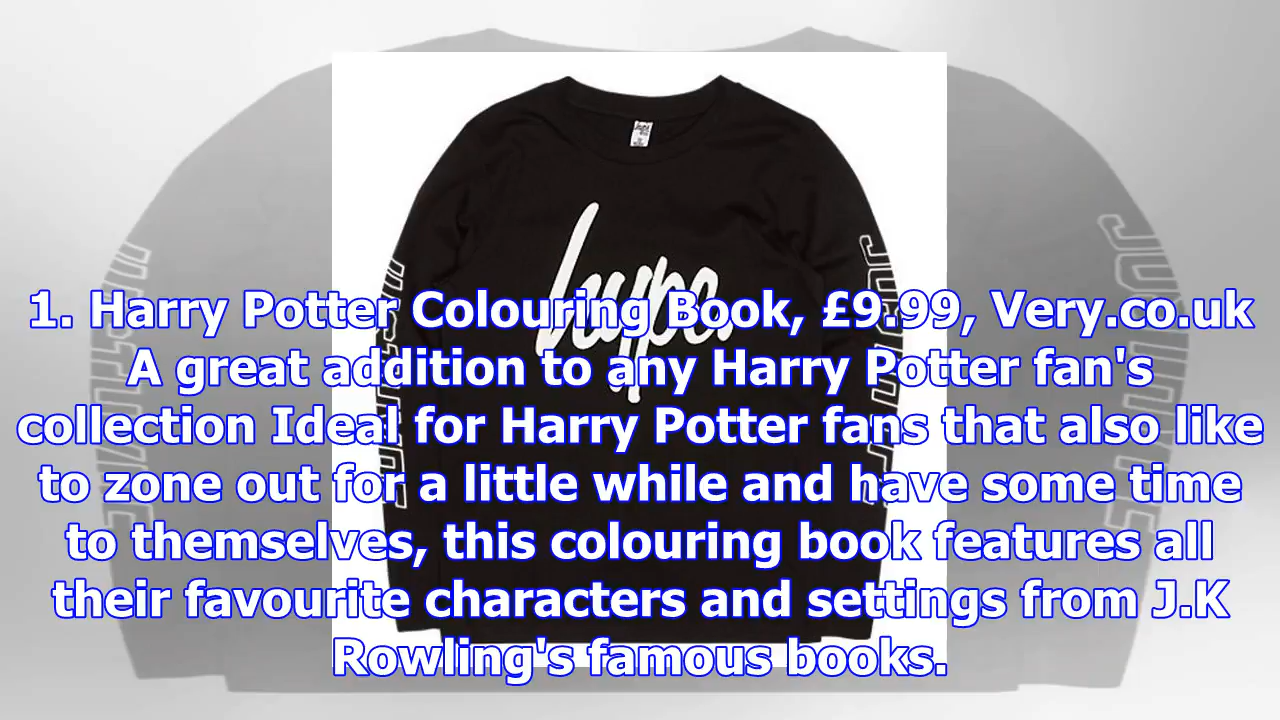 hype.
1. Harry Potter Colouring Book, £9.99, Very.co.uk
A great addition to any Harry Potter fan's
collection Ideal for Harry Potter fans that also like
to zone out for a little while and have some time
to themselves, this colouring book features all
their favourite characters and settings from J.K
Rowling's famous books.